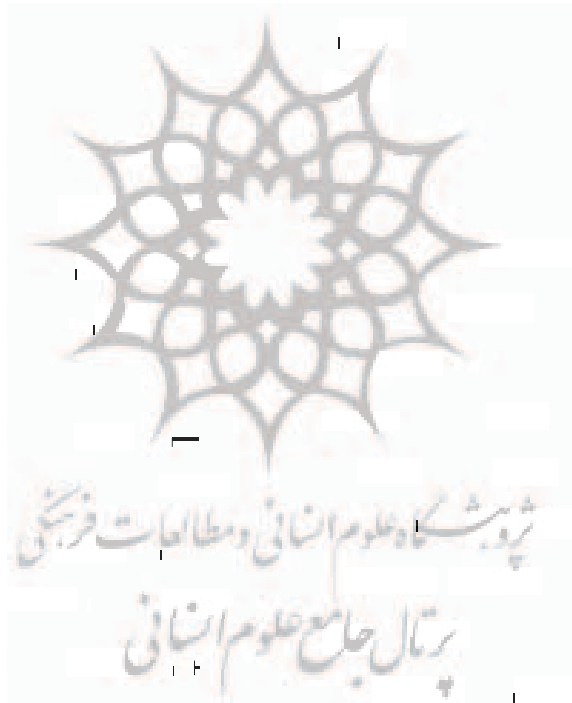 پژوهشگاه علوم انسانی و مطالعات فرهنگی
پرتال جامع علوم انسانی